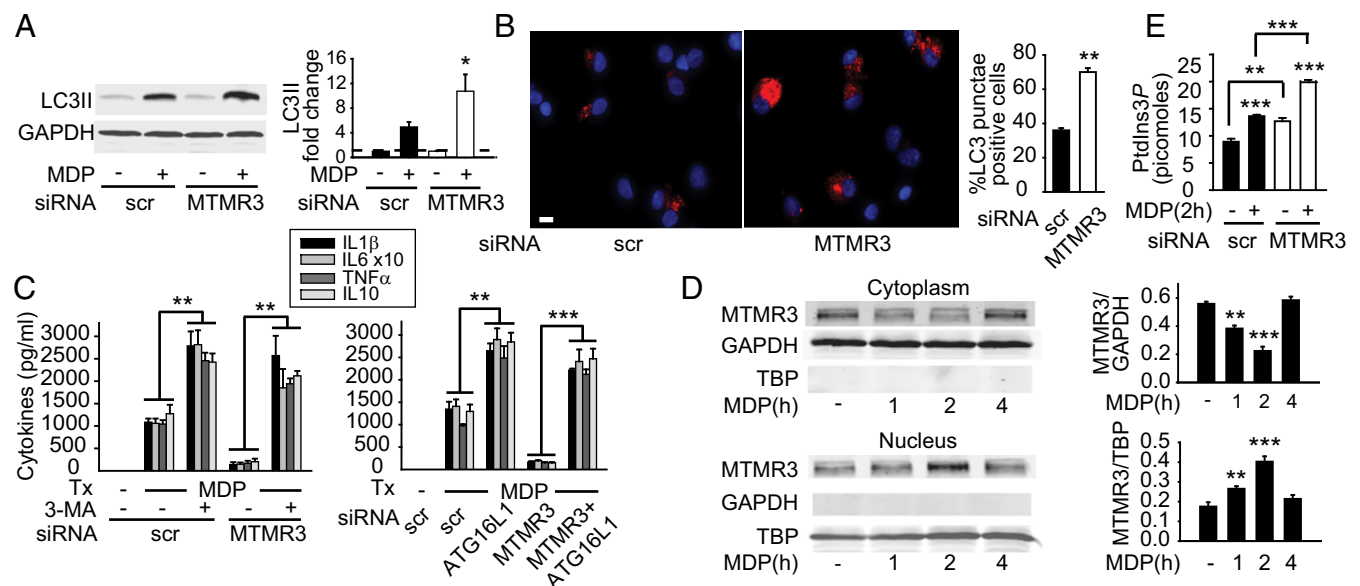 A
LC3II
GAPDH
MDP - + - +
siRNA scr MTMR3
LC3II
fold change
12
8
4
0
*
MDP - + - +
siRNA scr MTMR3
B
siRNA scr MTMR3
%LC3 punctae
positive cells
80
60
40
20
0
**
siRNA scr MTMR3
E
PtdIns3P
(picomoles)
25
20
15
10
5
0
*** ** *** ***
MDP(2h) - + - +
siRNA scr MTMR3
IL1β
IL6 x10
TNFα
IL10
C
Cytokines (pg/ml)
3000
2500
2000
1500
1000
500
0
** **
Tx - MDP
3-MA - - + - +
siRNA scr MTMR3
3000
2500
2000
1500
1000
500
0
** ***
Tx - MDP
siRNA scr scr ATG16L1 MTMR3 MTMR3+
ATG16L1
D
Cytoplasm
MTMR3
GAPDH
TBP
MDP(h) - 1 2 4
MTMR3/
GAPDH
0.6
0.4
0.2
0.0
** ***
- 1 2 4
Nucleus
MTMR3
GAPDH
TBP
MDP(h) - 1 2 4
MTMR3/TBP
0.5
0.4
0.3
0.2
0.1
0.0
** ***
MDP(h) - 1 2 4